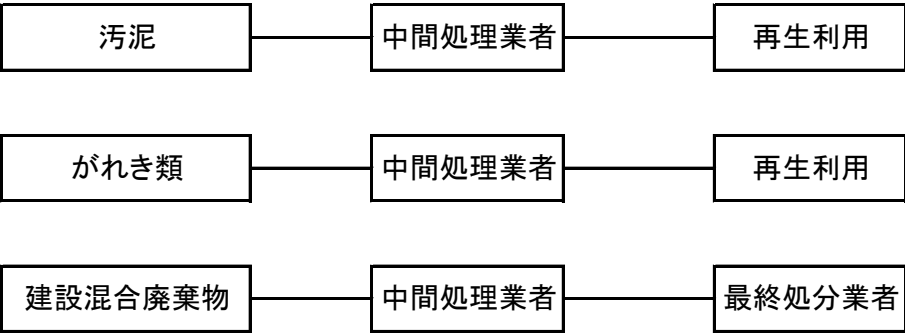 汚泥
中間処理業者
再生利用
がれき類
中間処理業者
再生利用
建設混合廃棄物
中間処理業者
最終処分業者